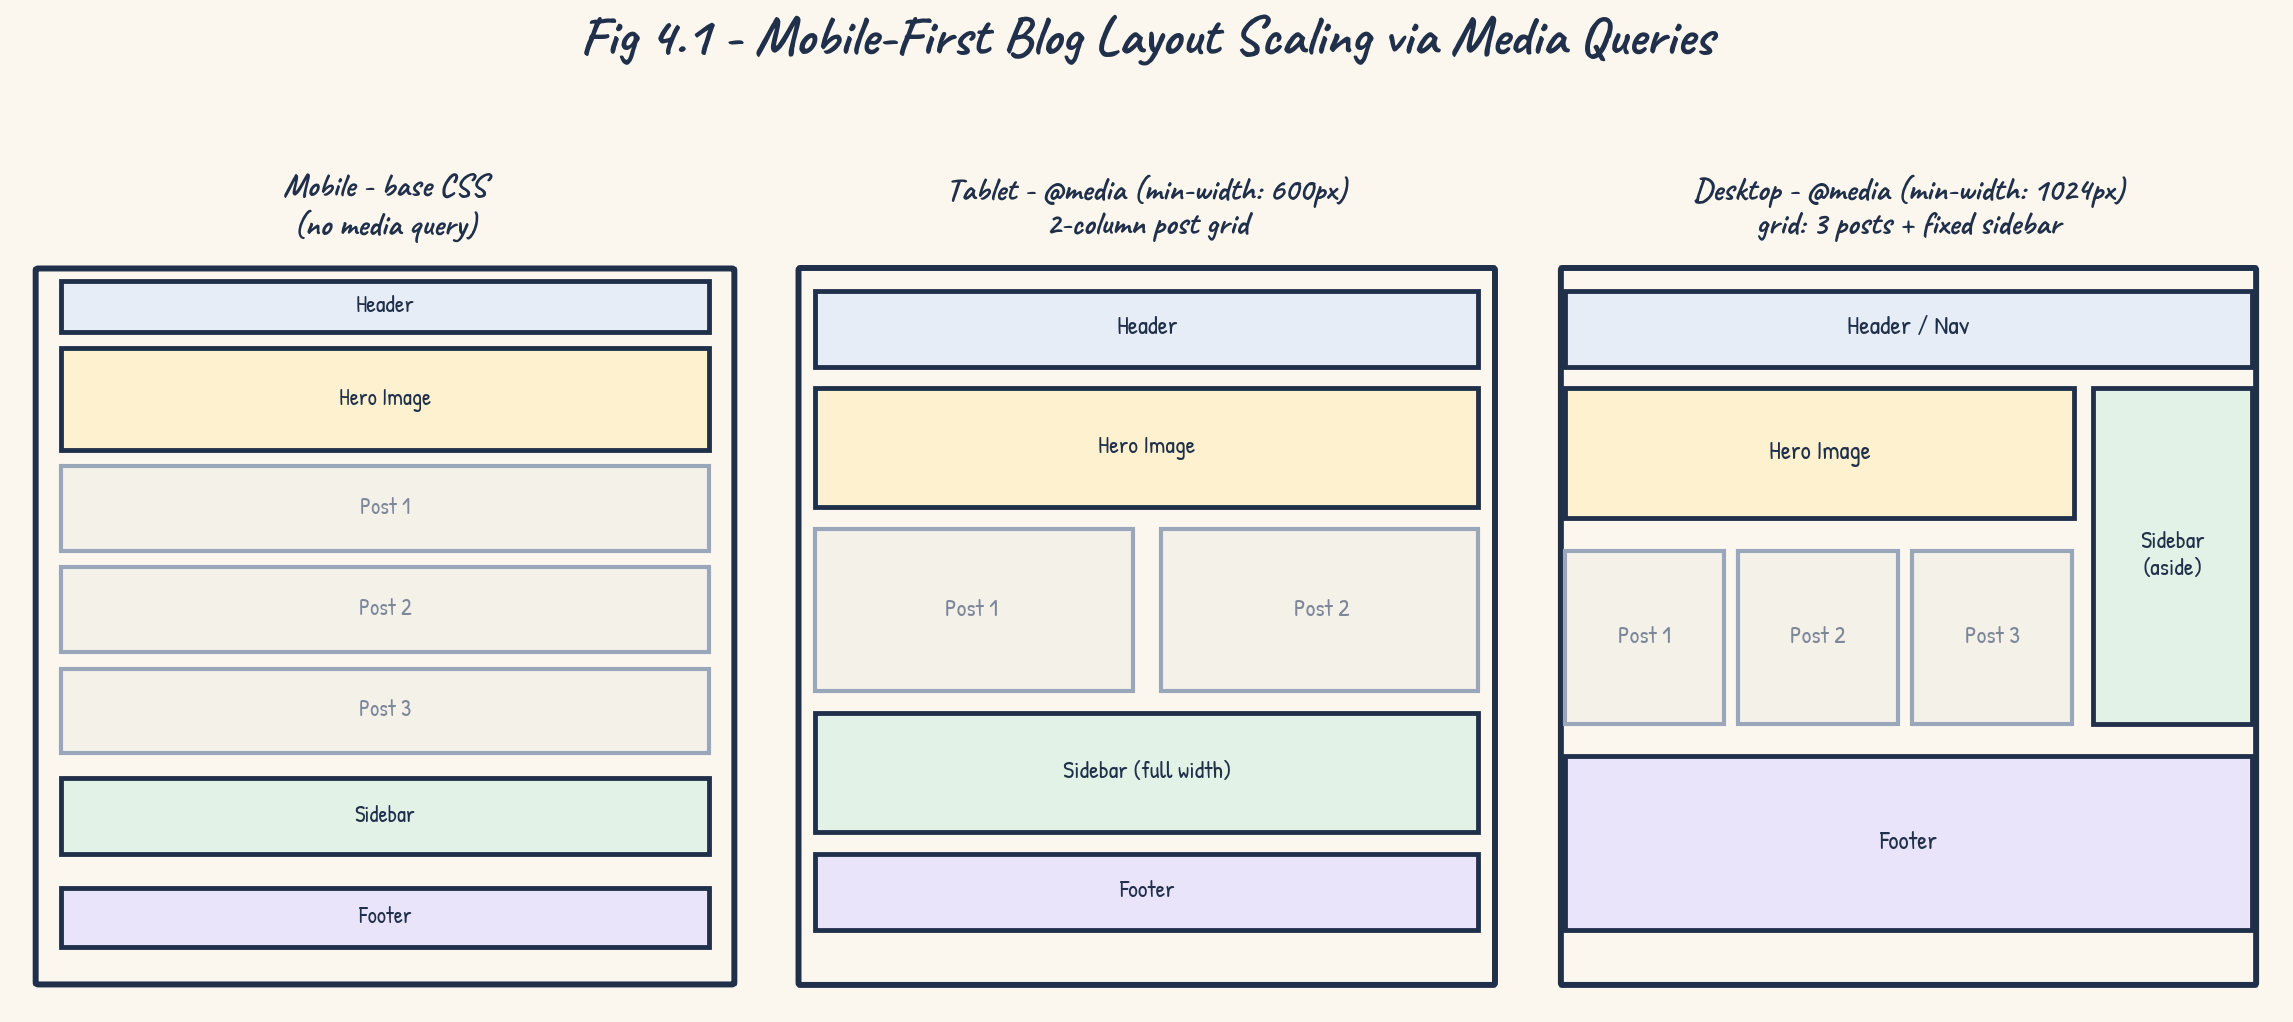 Fig 4.1 - Mobile-First Blog Layout Scaling via Media Queries
Mobile - base CSS
(no media query)
Header
Hero Image
Post 1
Post 2
Post 3
Sidebar
Footer
Tablet - @media (min-width: 600px)
2-column post grid
Header
Hero Image
Post 1
Post 2
Sidebar (full width)
Footer
Desktop - @media (min-width: 1024px)
grid: 3 posts + fixed sidebar
Header / Nav
Hero Image
Sidebar
(aside)
Post 1
Post 2
Post 3
Footer